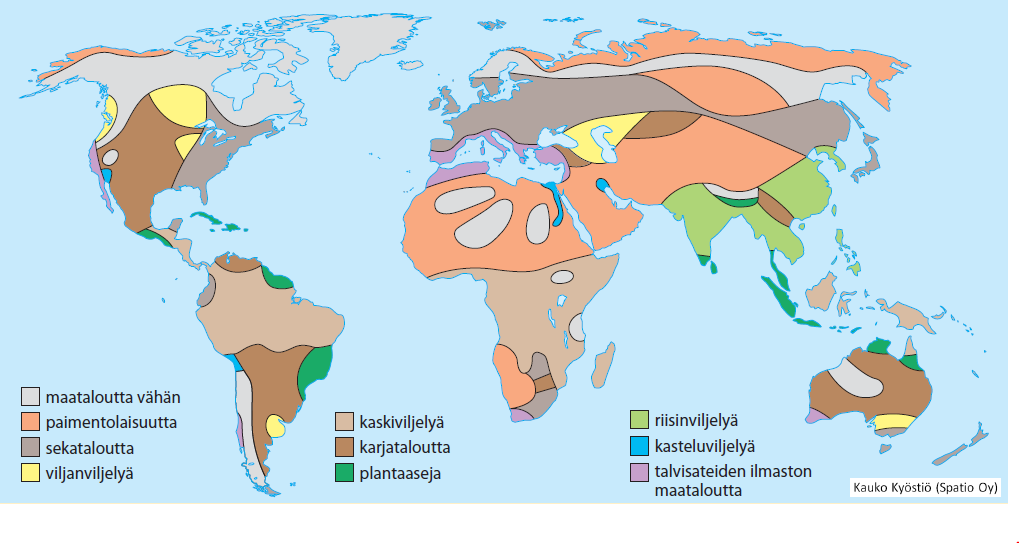 maataloutta vähän
paimentolaisuutta
sekataloutta
viljanviljelyä
kaskiviljelyä
karjataloutta
plantaaseja
riisinviljelyä
kasteluviljelyä
talvisateiden ilmaston
maataloutta
Kauko Kyöstiö (Spatio Oy)